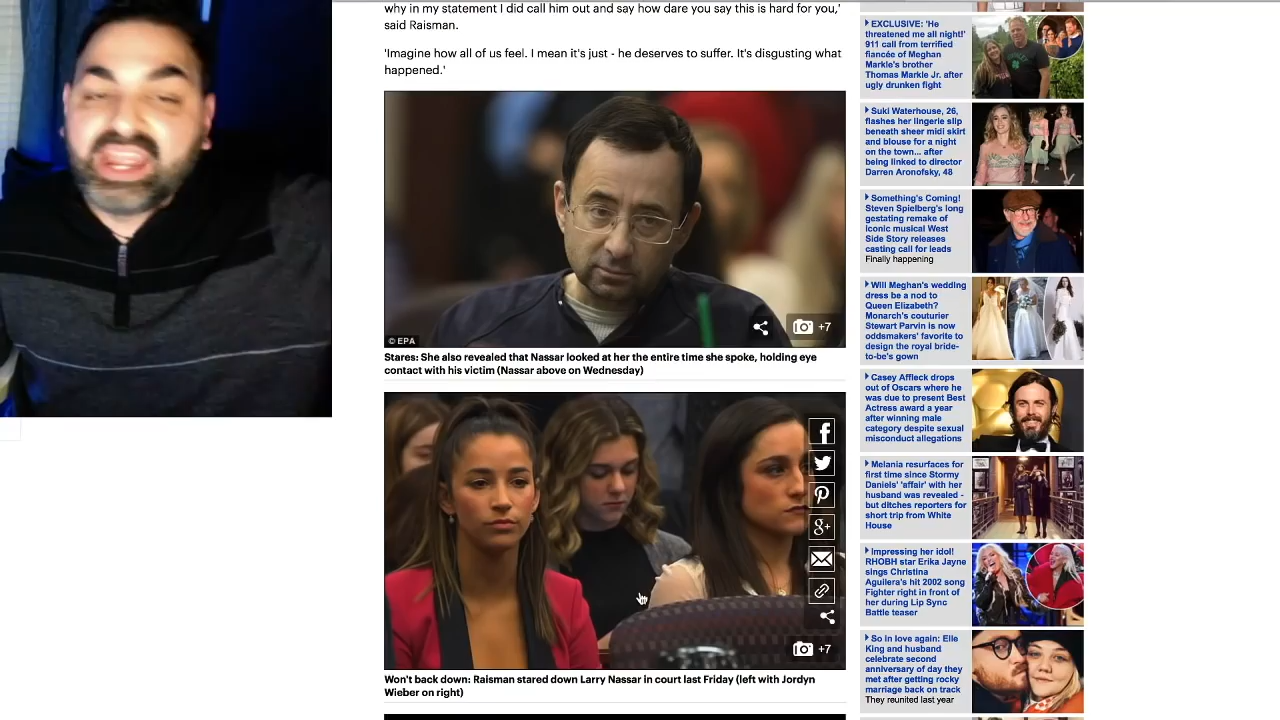 why in my statement I did call him out and say how dare you say this is hard for you,'
said Raisman.
'Imagine how all of us feel. I mean it's just - he deserves to suffer. It's disgusting what
happened.'
© EPA
+7
Stares: She also revealed that Nassar looked at her the entire time she spoke, holding eye
contact with his victim (Nassar above on Wednesday)
g+
+7
Won't back down: Raisman stared down Larry Nassar in court last Friday (left with Jordyn
Wieber on right)
EXCLUSIVE: 'He
threatened me all night!'
911 call from terrified
fiancée of Meghan
Markle's brother
Thomas Markle Jr. after
ugly drunken fight
Suki Waterhouse, 26,
flashes her lingerie slip
beneath sheer midi skirt
and blouse for a night
on the town... after
being linked to director
Darren Aronofsky, 48
Something's Coming!
Steven Spielberg's long
gestating remake of
iconic musical West
Side Story releases
casting call for leads
Finally happening
Will Meghan's wedding
dress be a nod to
Queen Elizabeth?
Monarch's couturier
Stewart Parvin is now
oddsmakers' favorite to
design the royal bride-
to-be's gown
Casey Affleck drops
out of Oscars where he
was due to present Best
Actress award a year
after winning male
category despite sexual
misconduct allegations
Melania resurfaces for
first time since Stormy
Daniels' 'affair' with her
husband was revealed -
but ditches reporters for
short trip from White
House
Impressing her idol!
RHOBH star Erika Jayne
sings Christina
Aguilera's hit 2002 song
Fighter right in front of
her during Lip Sync
Battle teaser
So in love again: Elle
King and husband
celebrate second
anniversary of day they
met after getting rocky
marriage back on track
They reunited last year